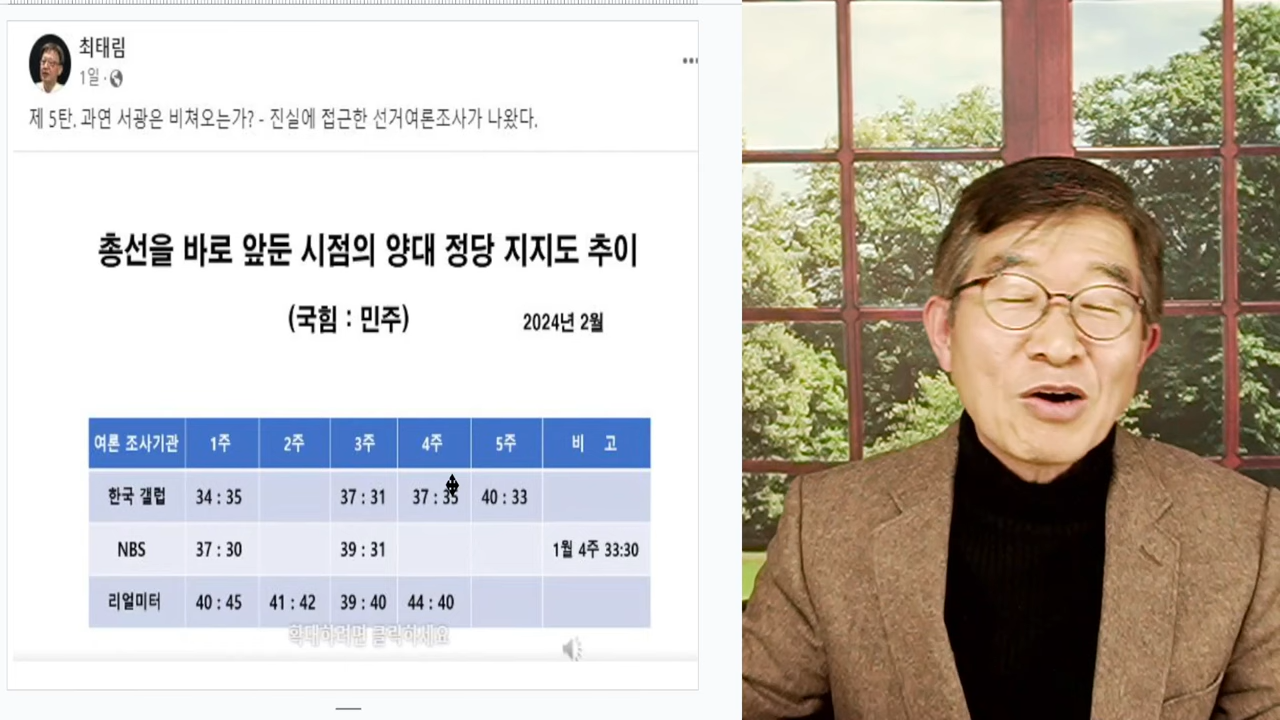 최태림
1일 ·
제 5탄. 과연 서광은 비쳐오는가? - 진실에 접근한 선거여론조사가 나왔다.
총선을 바로 앞둔 시점의 양대 정당 지지도 추이
(국힘 : 민주) 2024년 2월
여론 조사기관 1주 2주 3주 4주 5주 비 고
한국 갤럽 34 : 35 37 : 31 37 : 35 40 : 33
NBS 37 : 30 39 : 31 1월 4주 33:30
리얼미터 40 : 45 41 : 42 39 : 40 44 : 40
확대하려면 클릭하세요